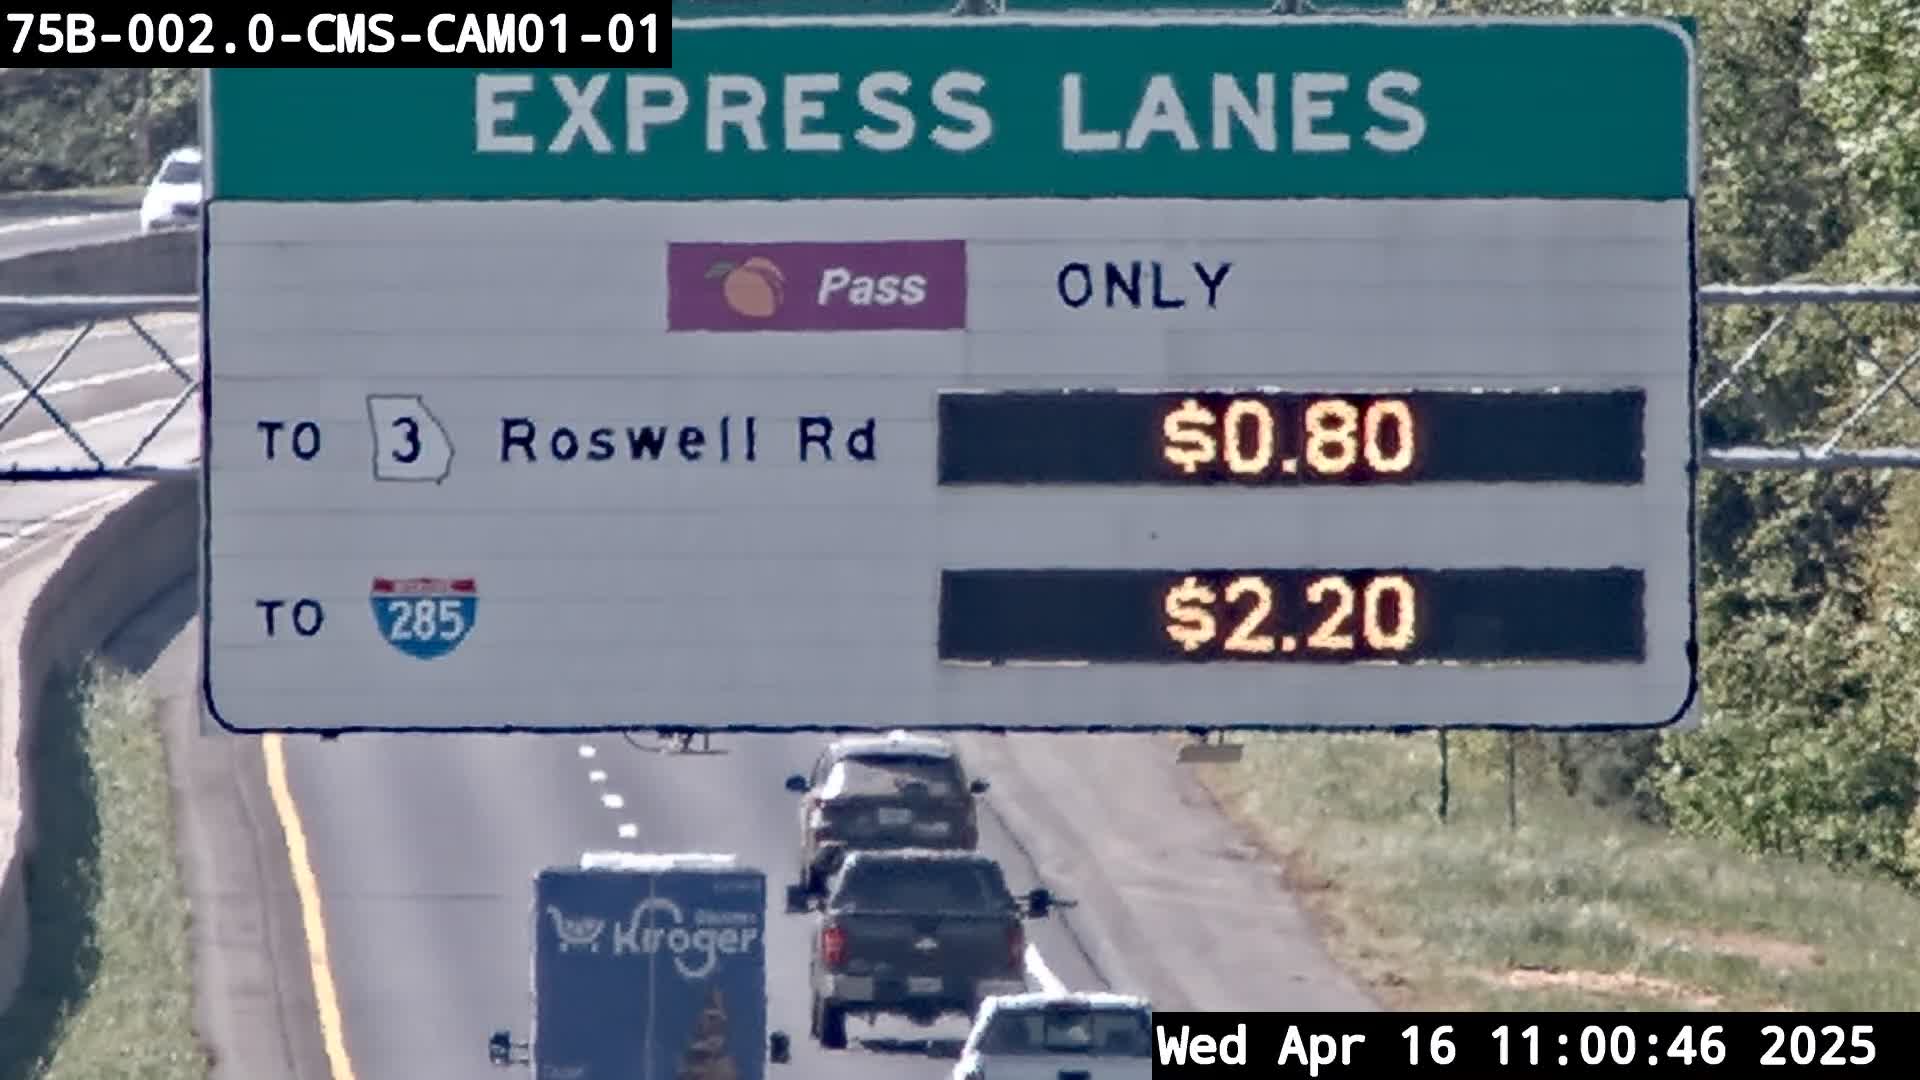 75B-002.0-CMS-CAM01-01
EXPRESS LANES
Pass ONLY
TO 3 Roswell Rd $0.80
TO 285 $2.20
Kroger
Wed Apr 16 11:00:46 2025